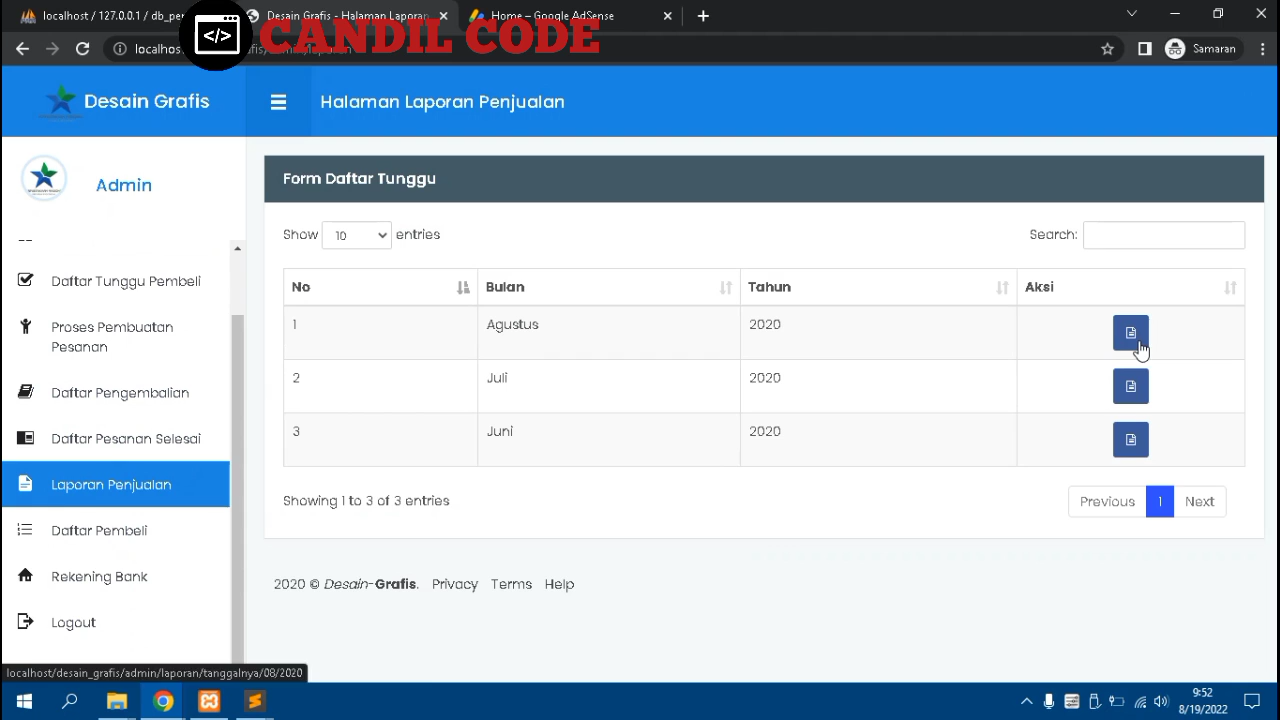 localhost / 127.0.0.1 / db_pe
Desain Grafis - Halaman Laporan
Home – Google AdSense
</> CANDIL CODE
Samaran
Desain Grafis
Halaman Laporan Penjualan
Admin
Form Daftar Tunggu
Show 10 entries
Search:
No Bulan Tahun Aksi
1 Agustus 2020
2 Juli 2020
3 Juni 2020
Showing 1 to 3 of 3 entries
Previous 1 Next
Daftar Tunggu Pembeli
Proses Pembuatan
Pesanan
Daftar Pengembalian
Daftar Pesanan Selesai
Laporan Penjualan
Daftar Pembeli
Rekening Bank
Logout
2020 © Desain-Grafis. Privacy Terms Help
localhost/desain_grafis/admin/laporan/tanggalnya/08/2020
9:52
8/19/2022